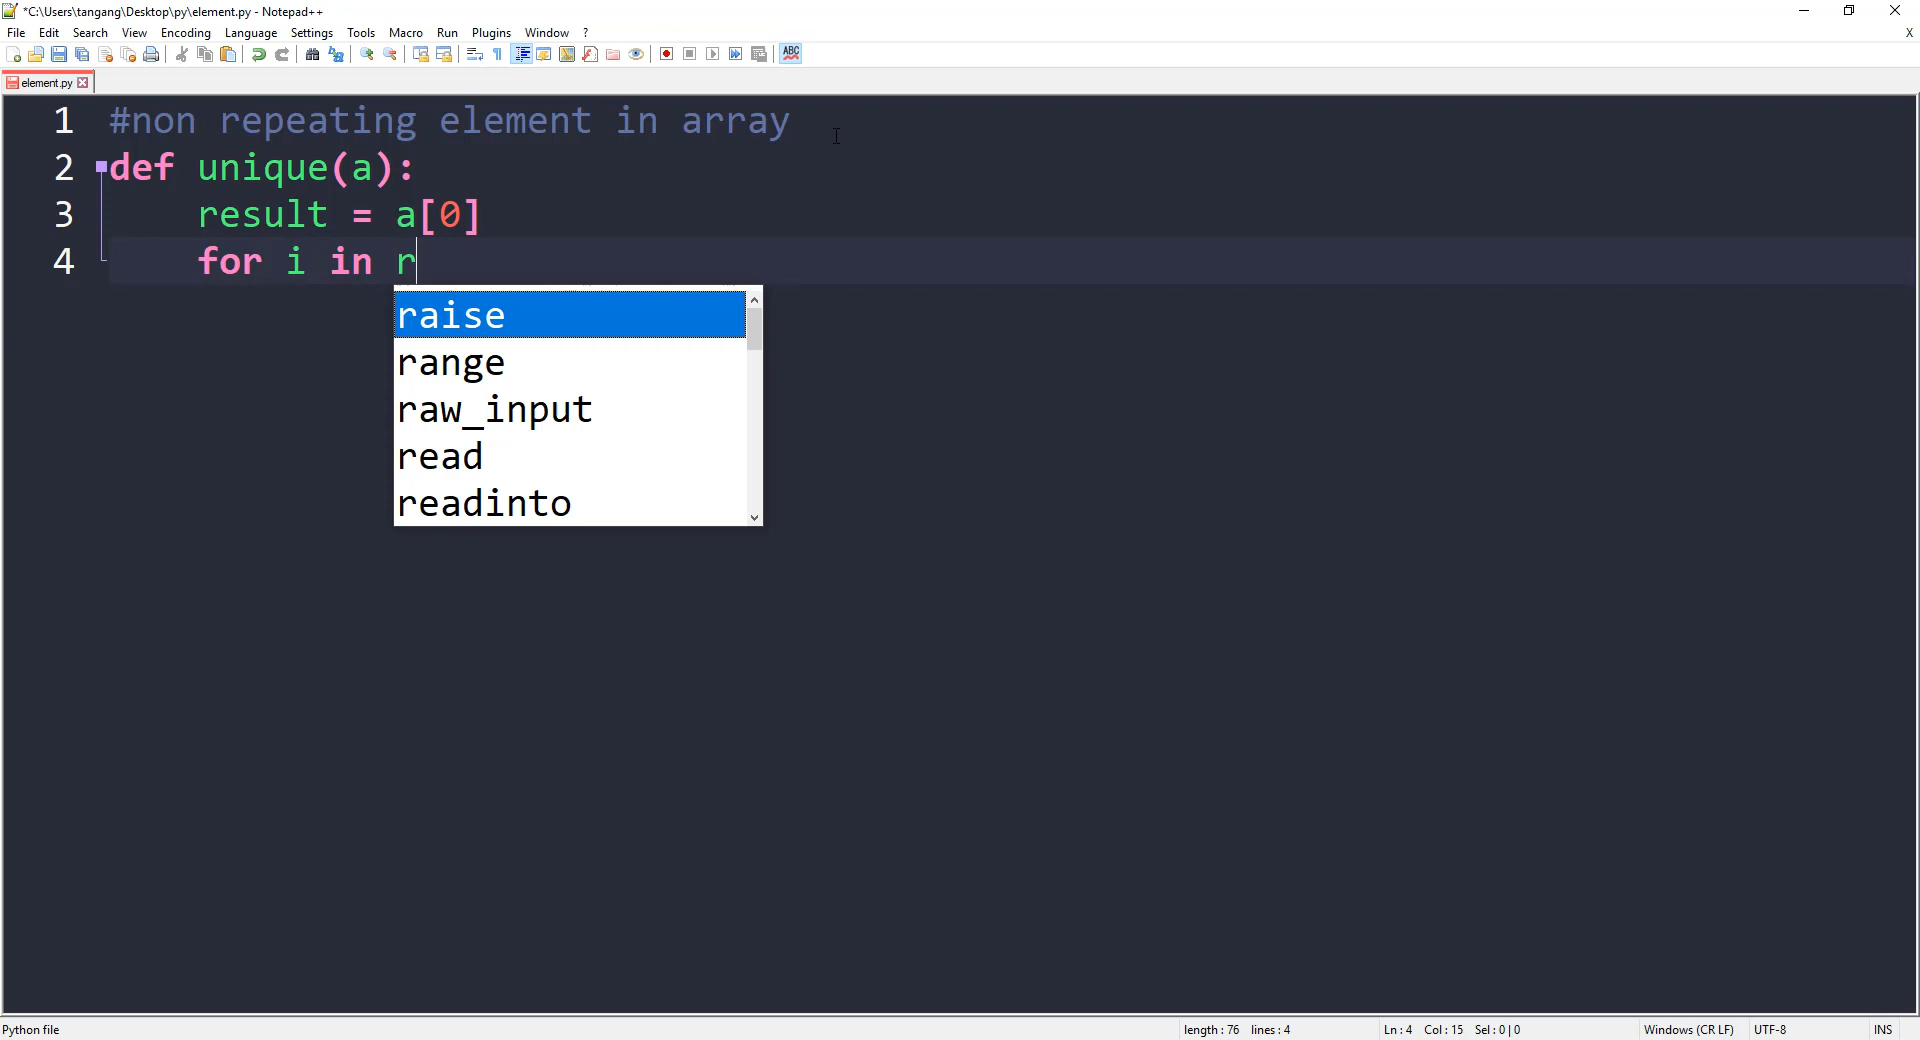 *C:\Users\tangang\Desktop\py\element.py - Notepad++
File Edit Search View Encoding Language Settings Tools Macro Run Plugins Window ? X
ABC
element.py
1 #non repeating element in array
2 def unique(a):
3     result = a[0]
4     for i in r
raise
range
raw_input
read
readinto
Python file length : 76 lines : 4 Ln : 4 Col : 15 Sel : 0 | 0 Windows (CR LF) UTF-8 INS